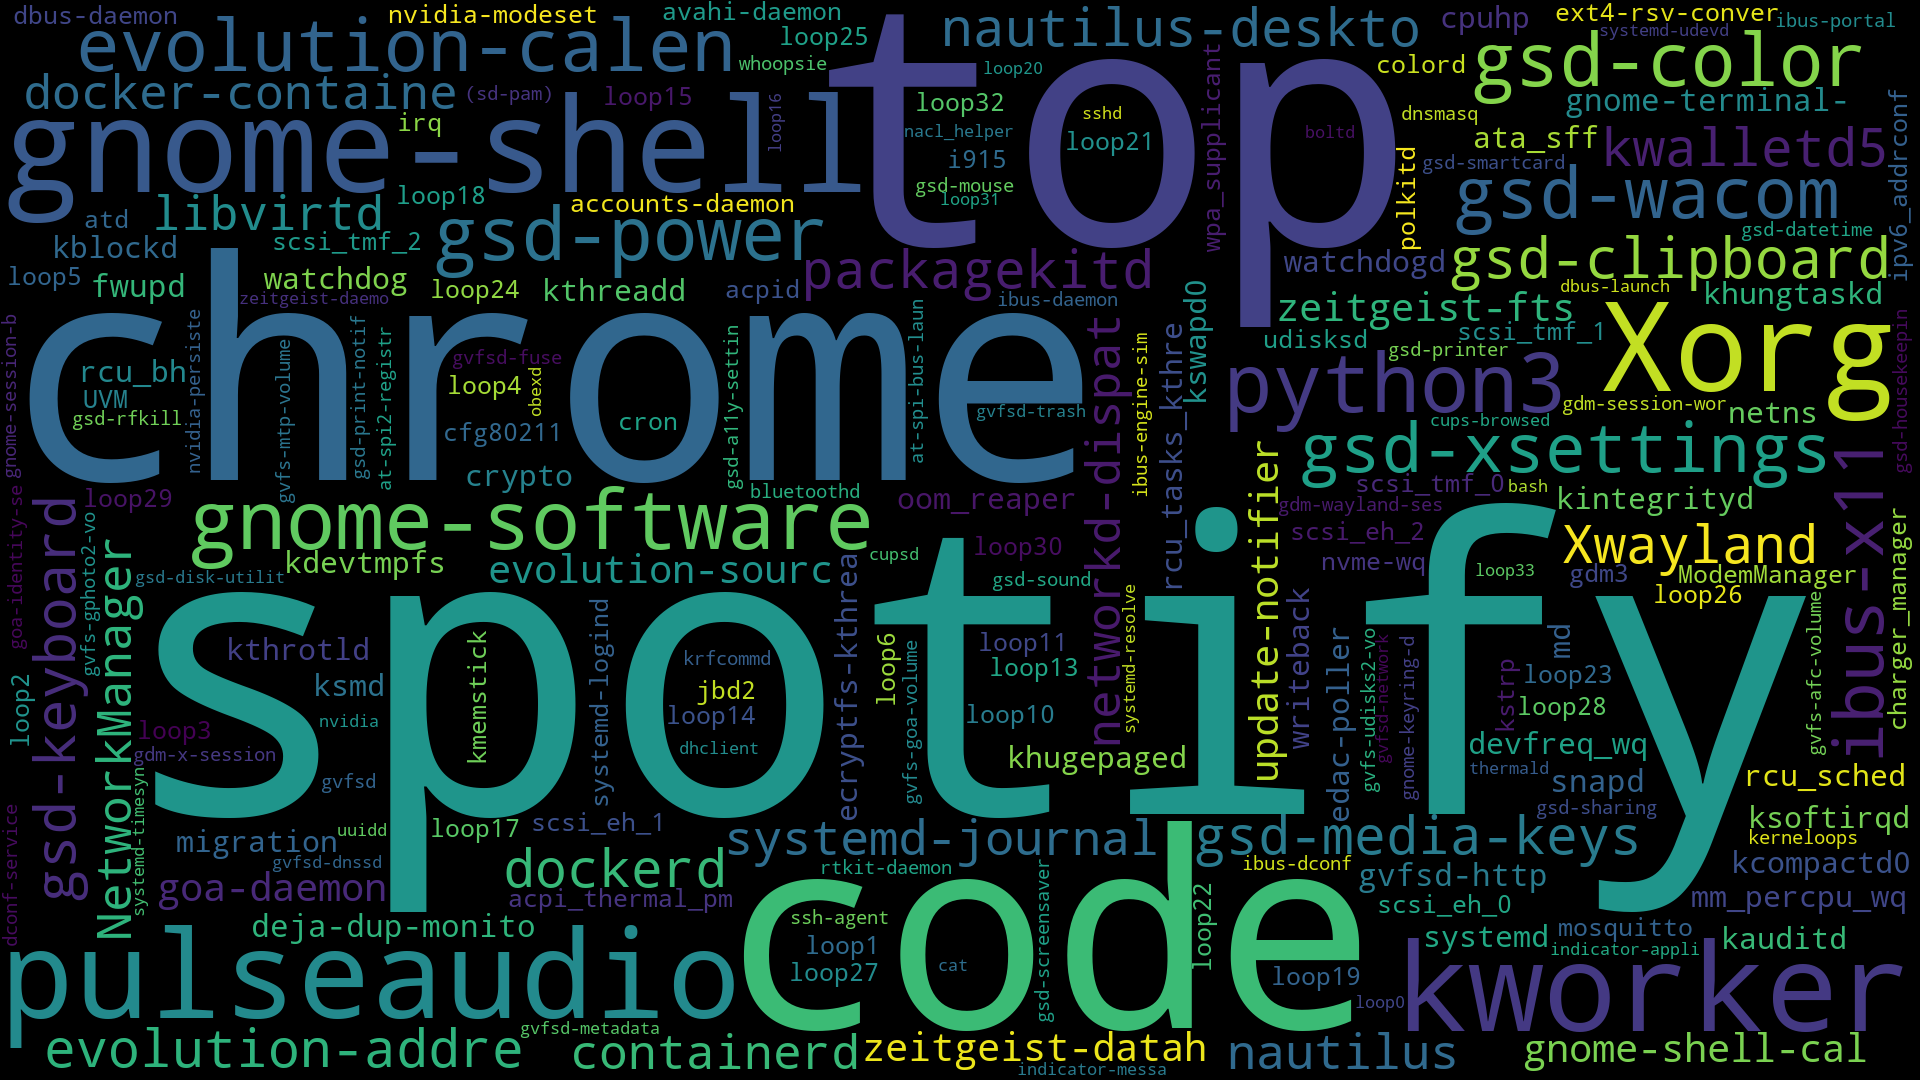 dbus-daemon
nvidia-modeset
avahi-daemon
nautilus-deskto
cpuhp
ext4-rsv-conver
ibus-portal
systemd-udevd
evolution-calen
loop25
whoopsie
top
loop20
wpa_supplicant
colord
gsd-color
docker-containe
(sd-pam)
loop15
loop16
loop32
sshd
dnsmasq
gnome-terminal-
ipv6_addrconf
gnome-shell
irq
nacl_helper
loop21
boltd
ata_sff
kwalletd5
i915
gsd-smartcard
polkitd
gsd-wacom
atd
libvirtd
loop18
accounts-daemon
gsd-mouse
loop31
gsd-power
gsd-datetime
kblockd
scsi_tmf_2
packagekitd
watchdogd
gsd-clipboard
loop5
fwupd
watchdog
loop24
kthreadd
acpid
ibus-daemon
kswapd0
dbus-launch
khungtaskd
zeitgeist-daemo
zeitgeist-fts
chrome
udisksd
scsi_tmf_1
Xorg
gnome-session-b
nvidia-persiste
gvfs-mtp-volume
gsd-print-notif
at-spi2-registr
gvfsd-fuse
obexd
gsd-a11y-settin
at-spi-bus-laun
networkd-dispat
ibus-engine-sim
rcu_tasks_kthre
gsd-printer
python3
gsd-housekeepin
rcu_bh
UVM
loop4
gsd-rfkill
cfg80211
cron
gvfsd-trash
gdm-session-wor
netns
cups-browsed
gsd-xsettings
crypto
ibus-x11
loop29
bluetoothd
oom_reaper
update-notifier
scsi_tmf_0
bash
kintegrityd
gdm-wayland-ses
gnome-software
goa-identity-se
gsd-keyboard
gvfs-gphoto2-vo
NetworkManager
kdevtmpfs
evolution-sourc
cupsd
loop30
scsi_eh_2
Xwayland
charger_manager
gsd-disk-utilit
ecryptfs-kthrea
gsd-sound
nvme-wq
loop33
gdm3
ModemManager
loop26
spotify
systemd-logind
systemd-resolve
writeback
gvfs-afc-volume
kthrotld
kmemstick
krfcommd
loop6
gvfs-goa-volume
loop11
loop13
edac-poller
gvfs-udisks2-vo
gvfsd-network
gnome-keyring-d
kstrp
md
loop23
loop2
ksmd
jbd2
loop3
nvidia
loop14
loop10
loop28
gdm-x-session
dhclient
khugepaged
devfreq_wq
systemd-timesyn
gvfsd
thermald
snapd
rcu_sched
dconf-service
migration
uuidd
loop17
scsi_eh_1
systemd-journal
gsd-media-keys
gsd-sharing
ksoftirqd
kerneloops
gvfsd-dnssd
dockerd
rtkit-daemon
ibus-dconf
kcompactd0
goa-daemon
acpi_thermal_pm
code
gvfsd-http
mm_percpu_wq
gsd-screensaver
loop22
scsi_eh_0
deja-dup-monito
ssh-agent
systemd
mosquitto
kauditd
pulseaudio
loop1
indicator-appli
loop27
cat
loop19
kworker
loop0
evolution-addre
gvfsd-metadata
containerd
zeitgeist-datah
nautilus
gnome-shell-cal
indicator-messa